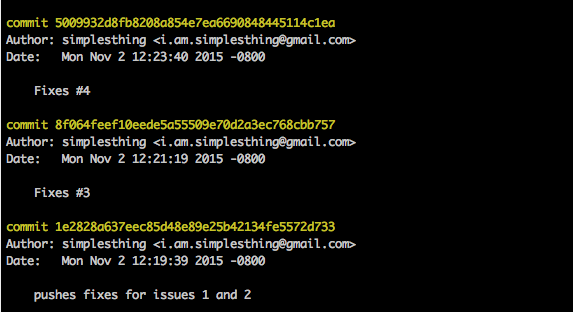 commit 5009932d8fb8208a854e7ea6690848445114c1ea
Author: simplesthing <i.am.simplesthing@gmail.com>
Date:   Mon Nov 2 12:23:40 2015 -0800
Fixes #4
commit 8f064feef10eede5a55509e70d2a3ec768cbb757
Author: simplesthing <i.am.simplesthing@gmail.com>
Date:   Mon Nov 2 12:21:19 2015 -0800
Fixes #3
commit 1e2828a637eec85d48e89e25b42134fe5572d733
Author: simplesthing <i.am.simplesthing@gmail.com>
Date:   Mon Nov 2 12:19:39 2015 -0800
pushes fixes for issues 1 and 2